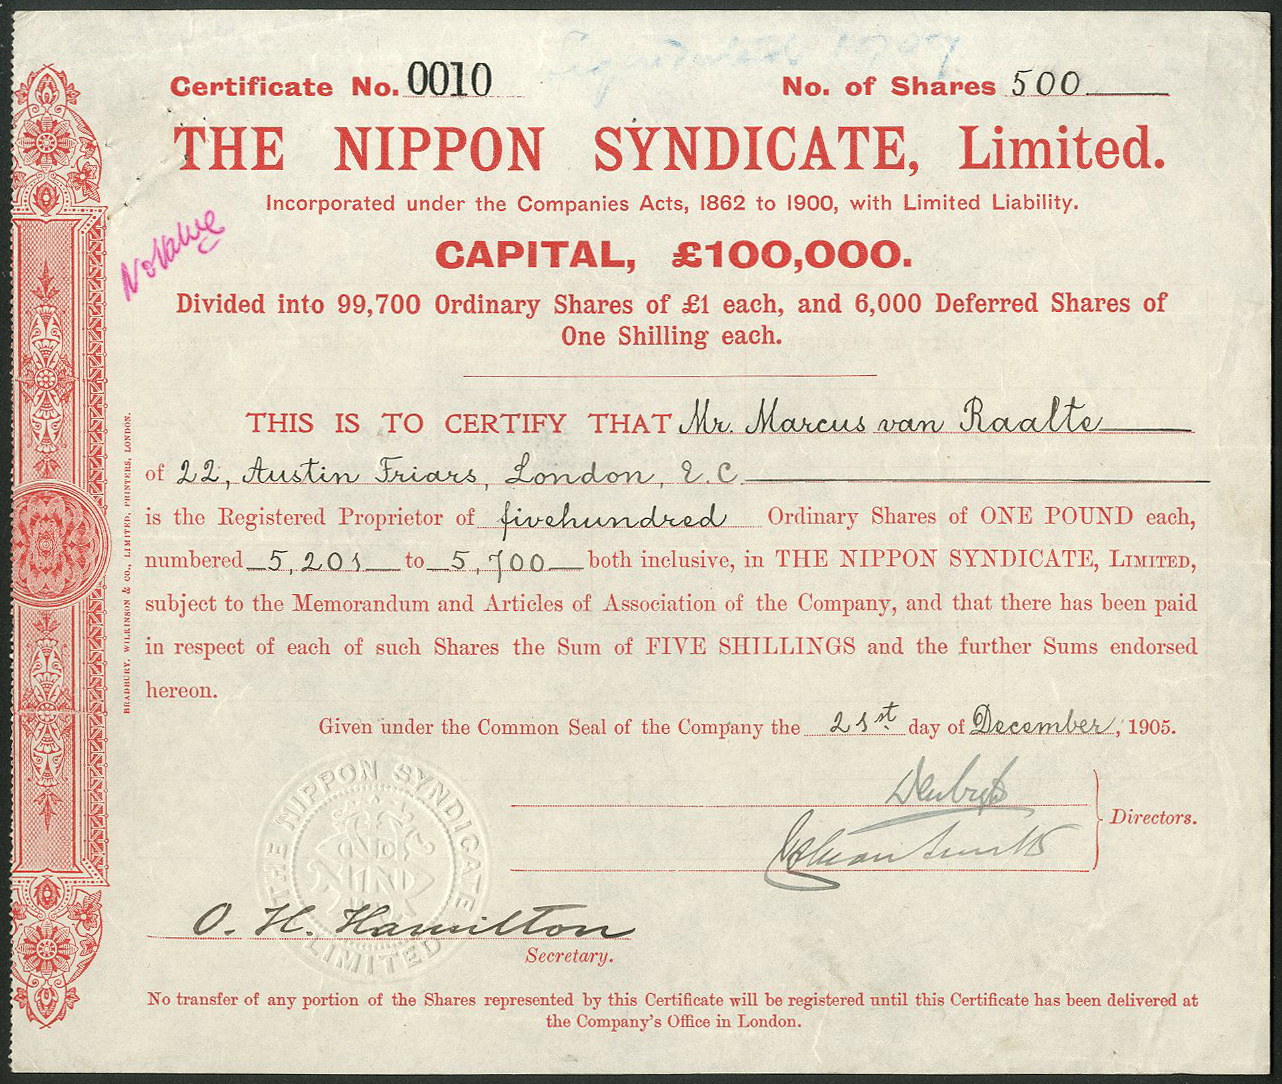 Certificate No. 0010
No. of Shares 500
THE NIPPON SYNDICATE, Limited.
Incorporated under the Companies Acts, 1862 to 1900, with Limited Liability.
No Value
CAPITAL, £100,000.
Divided into 99,700 Ordinary Shares of £1 each, and 6,000 Deferred Shares of
One Shilling each.
THIS IS TO CERTIFY THAT Mr. Marcus van Raalte
of 22, Austin Friars, London, E.C
is the Registered Proprietor of fivehundred Ordinary Shares of ONE POUND each,
numbered 5,201 to 5,700 both inclusive, in THE NIPPON SYNDICATE, LIMITED,
subject to the Memorandum and Articles of Association of the Company, and that there has been paid
in respect of each of such Shares the Sum of FIVE SHILLINGS and the further Sums endorsed
hereon.
BRADBURY, WILKINSON & CO., LIMITED, PRINTERS, LONDON.
Given under the Common Seal of the Company the 21st day of December, 1905.
Directors.
THE NIPPON SYNDICATE
LIMITED
O. H. Hamilton
Secretary.
No transfer of any portion of the Shares represented by this Certificate will be registered until this Certificate has been delivered at
the Company's Office in London.